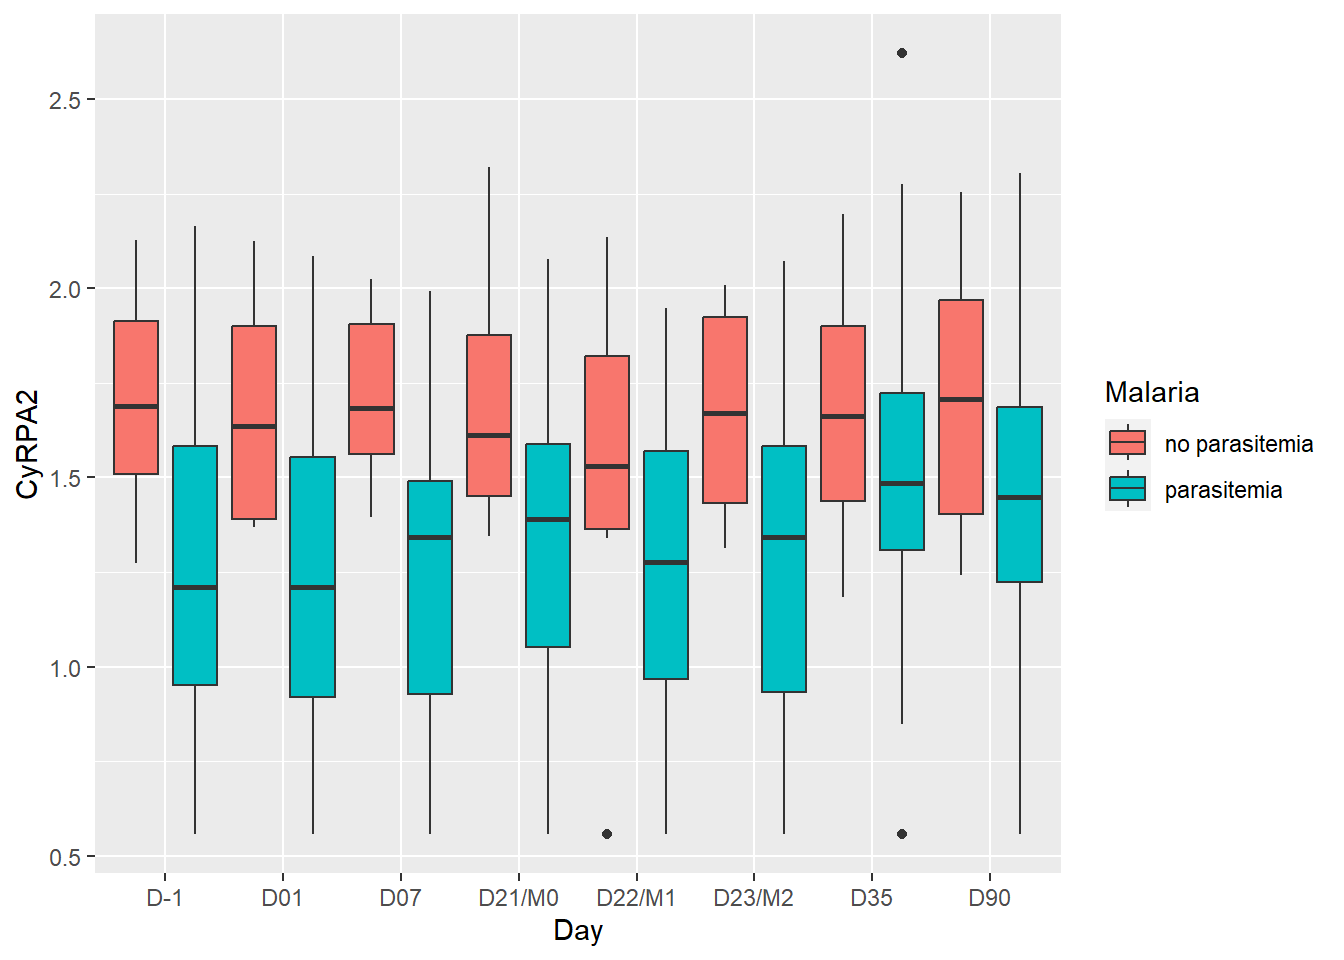 2.5
2.0
1.5
1.0
0.5
CyRPA2
D-1 D01 D07 D21/M0 D22/M1 D23/M2 D35 D90
Day
Malaria
no parasitemia
parasitemia